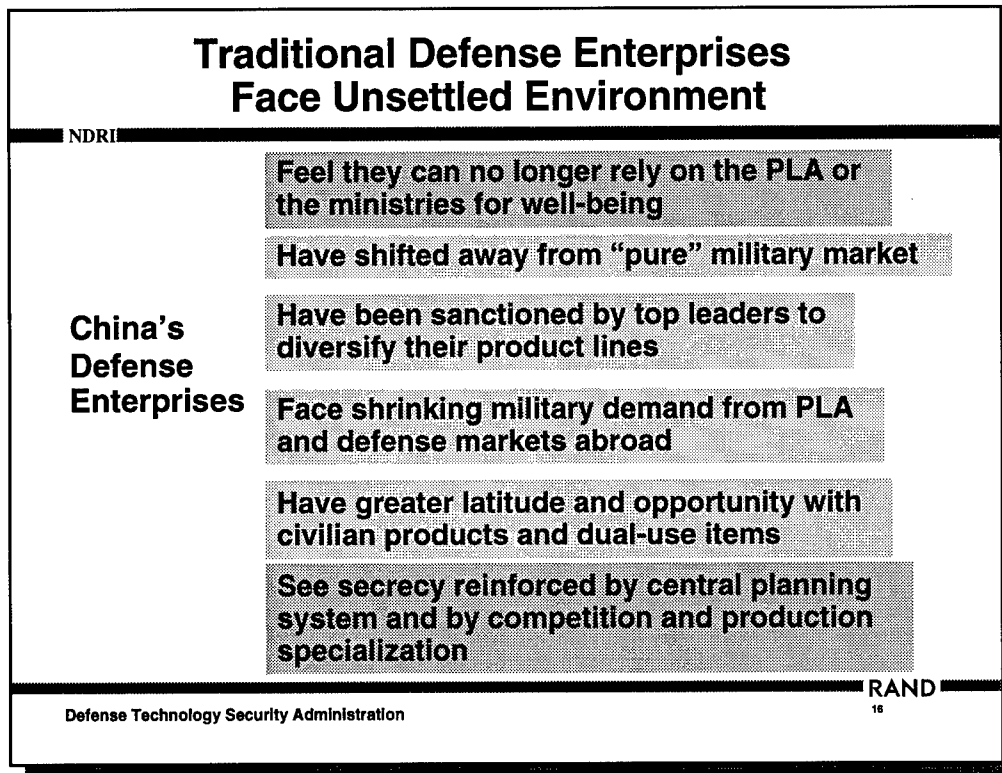 Traditional Defense Enterprises
Face Unsettled Environment
NDRI
Feel they can no longer rely on the PLA or
the ministries for well-being
Have shifted away from “pure” military market
China’s
Defense
Enterprises
Have been sanctioned by top leaders to
diversify their product lines
Face shrinking military demand from PLA
and defense markets abroad
Have greater latitude and opportunity with
civilian products and dual-use items
See secrecy reinforced by central planning
system and by competition and production
specialization
RAND
Defense Technology Security Administration
16